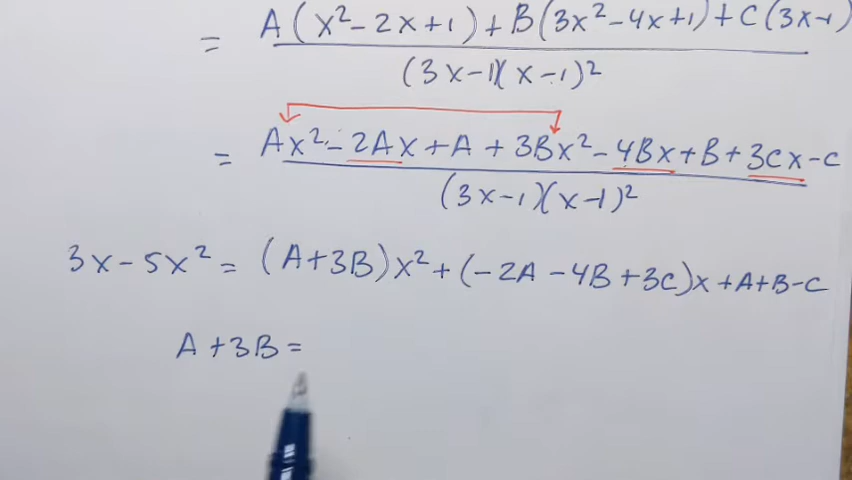 = A(x²-2x+1)+B(3x²-4x+1)+C(3x-1)
(3x-1)(x-1)²
= Ax²-2Ax+A+3Bx²-4Bx+B+3Cx-C
(3x-1)(x-1)²
3x-5x² = (A+3B)x²+(-2A-4B+3C)x+A+B-C
A+3B=